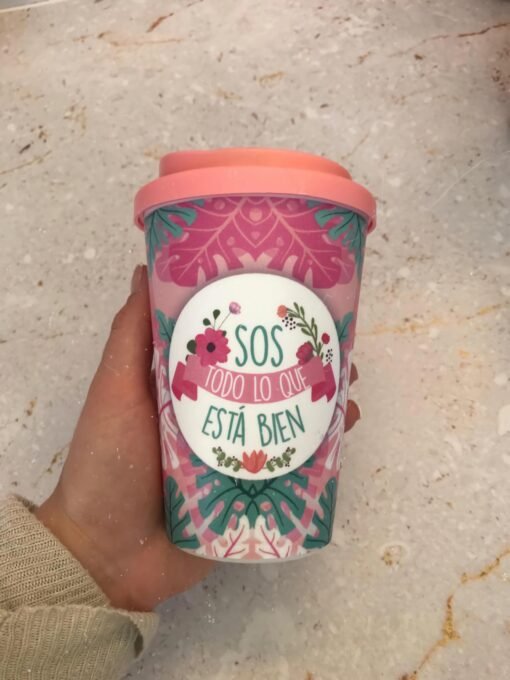 SOS
TODO LO QUE
ESTÁ BIEN